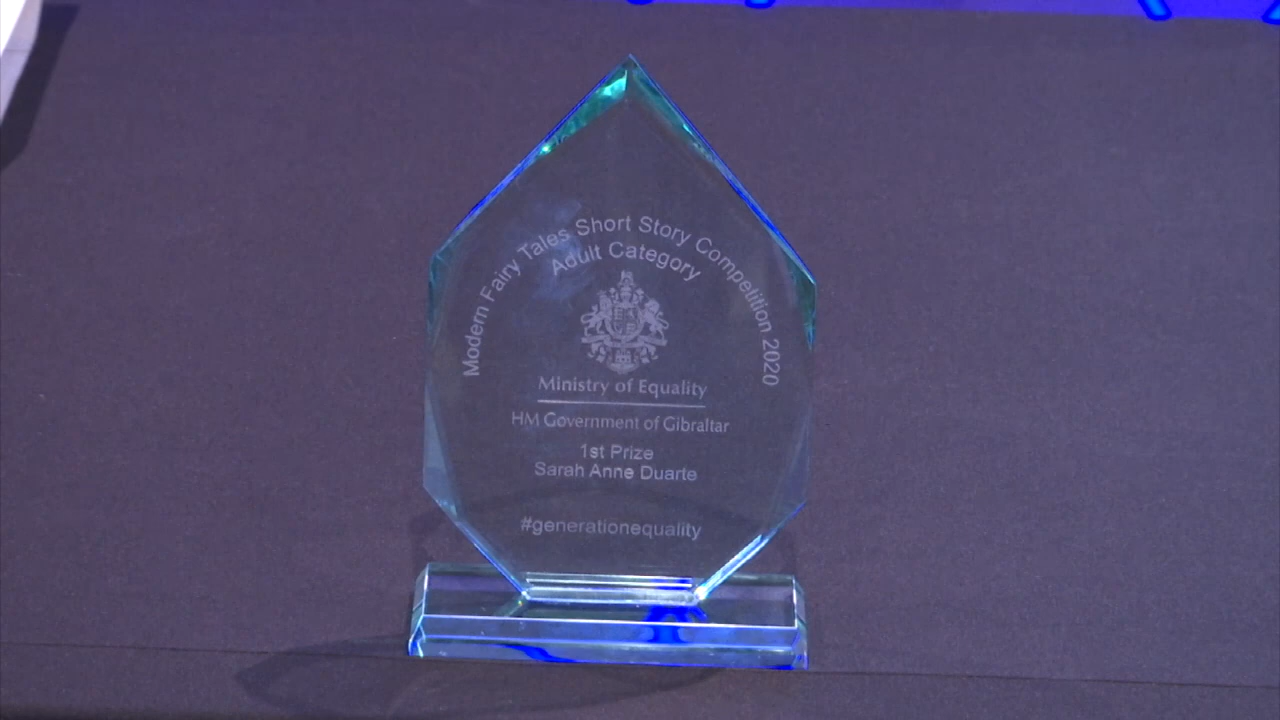 Modern Fairy Tales Short Story Competition 2020
Adult Category
Ministry of Equality
HM Government of Gibraltar
1st Prize
Sarah Anne Duarte
#generationequality